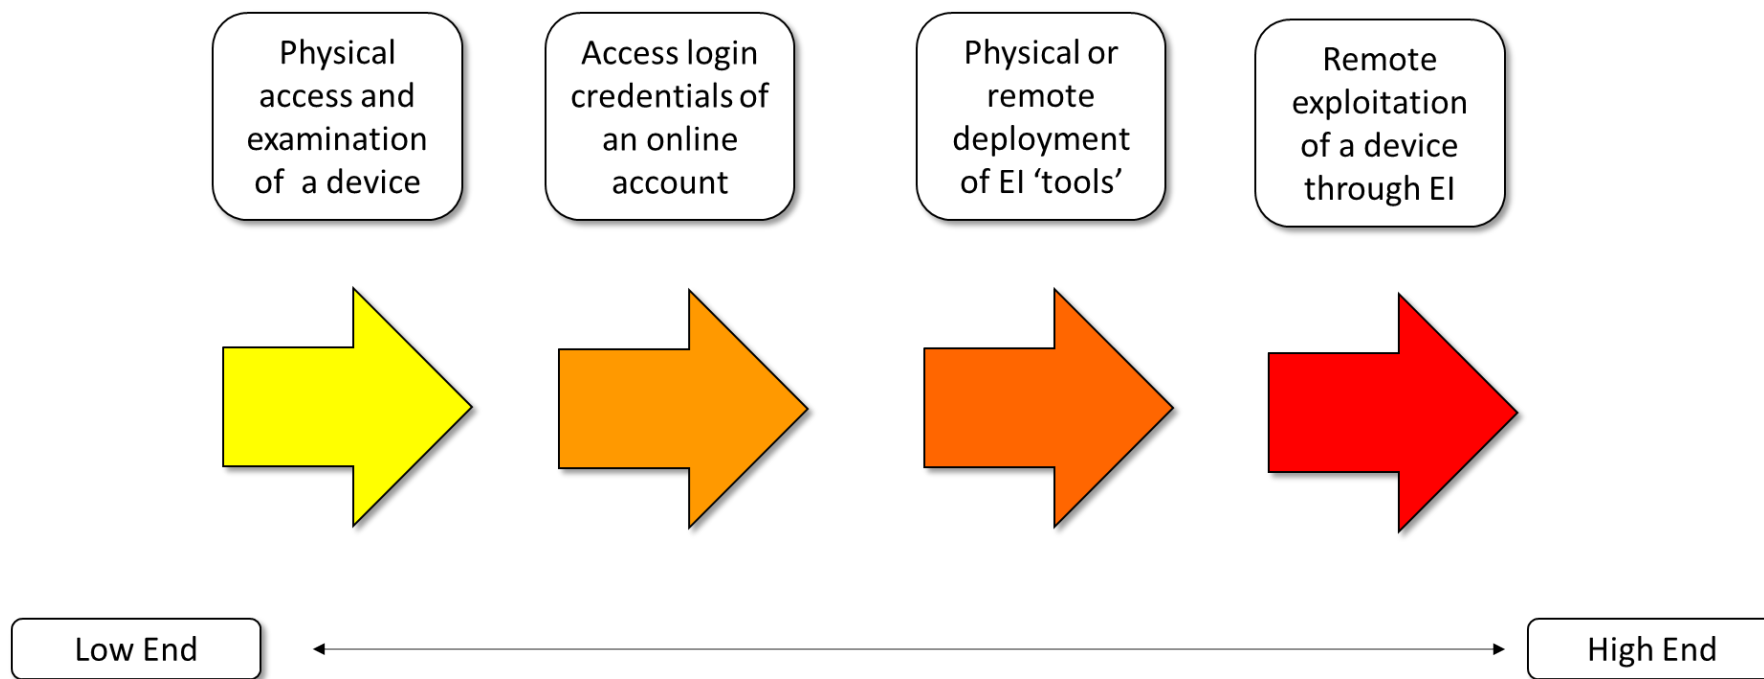 Physical
access and
examination
of a device
Access login
credentials of
an online
account
Physical or
remote
deployment
of EI ‘tools’
Remote
exploitation
of a device
through EI
Low End
High End